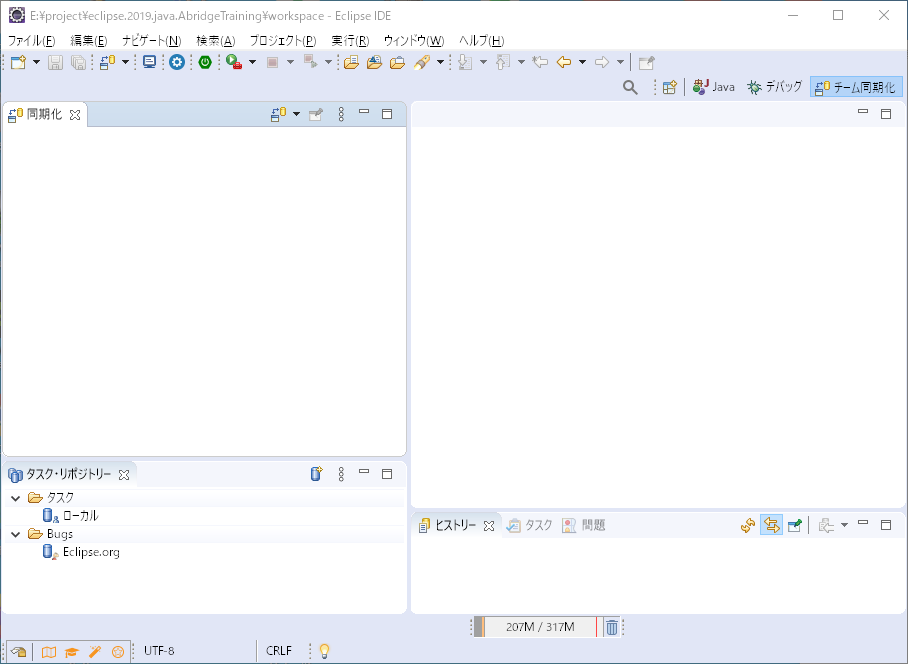 E:¥project¥eclipse.2019.java.AbridgeTraining¥workspace - Eclipse IDE
ファイル(F) 編集(E) ナビゲート(N) 検索(A) プロジェクト(P) 実行(R) ウィンドウ(W) ヘルプ(H)
Java デバッグ チーム同期化
同期化
タスク・リポジトリー
タスク
ローカル
Bugs
Eclipse.org
ヒストリー タスク 問題
207M / 317M
UTF-8 CRLF